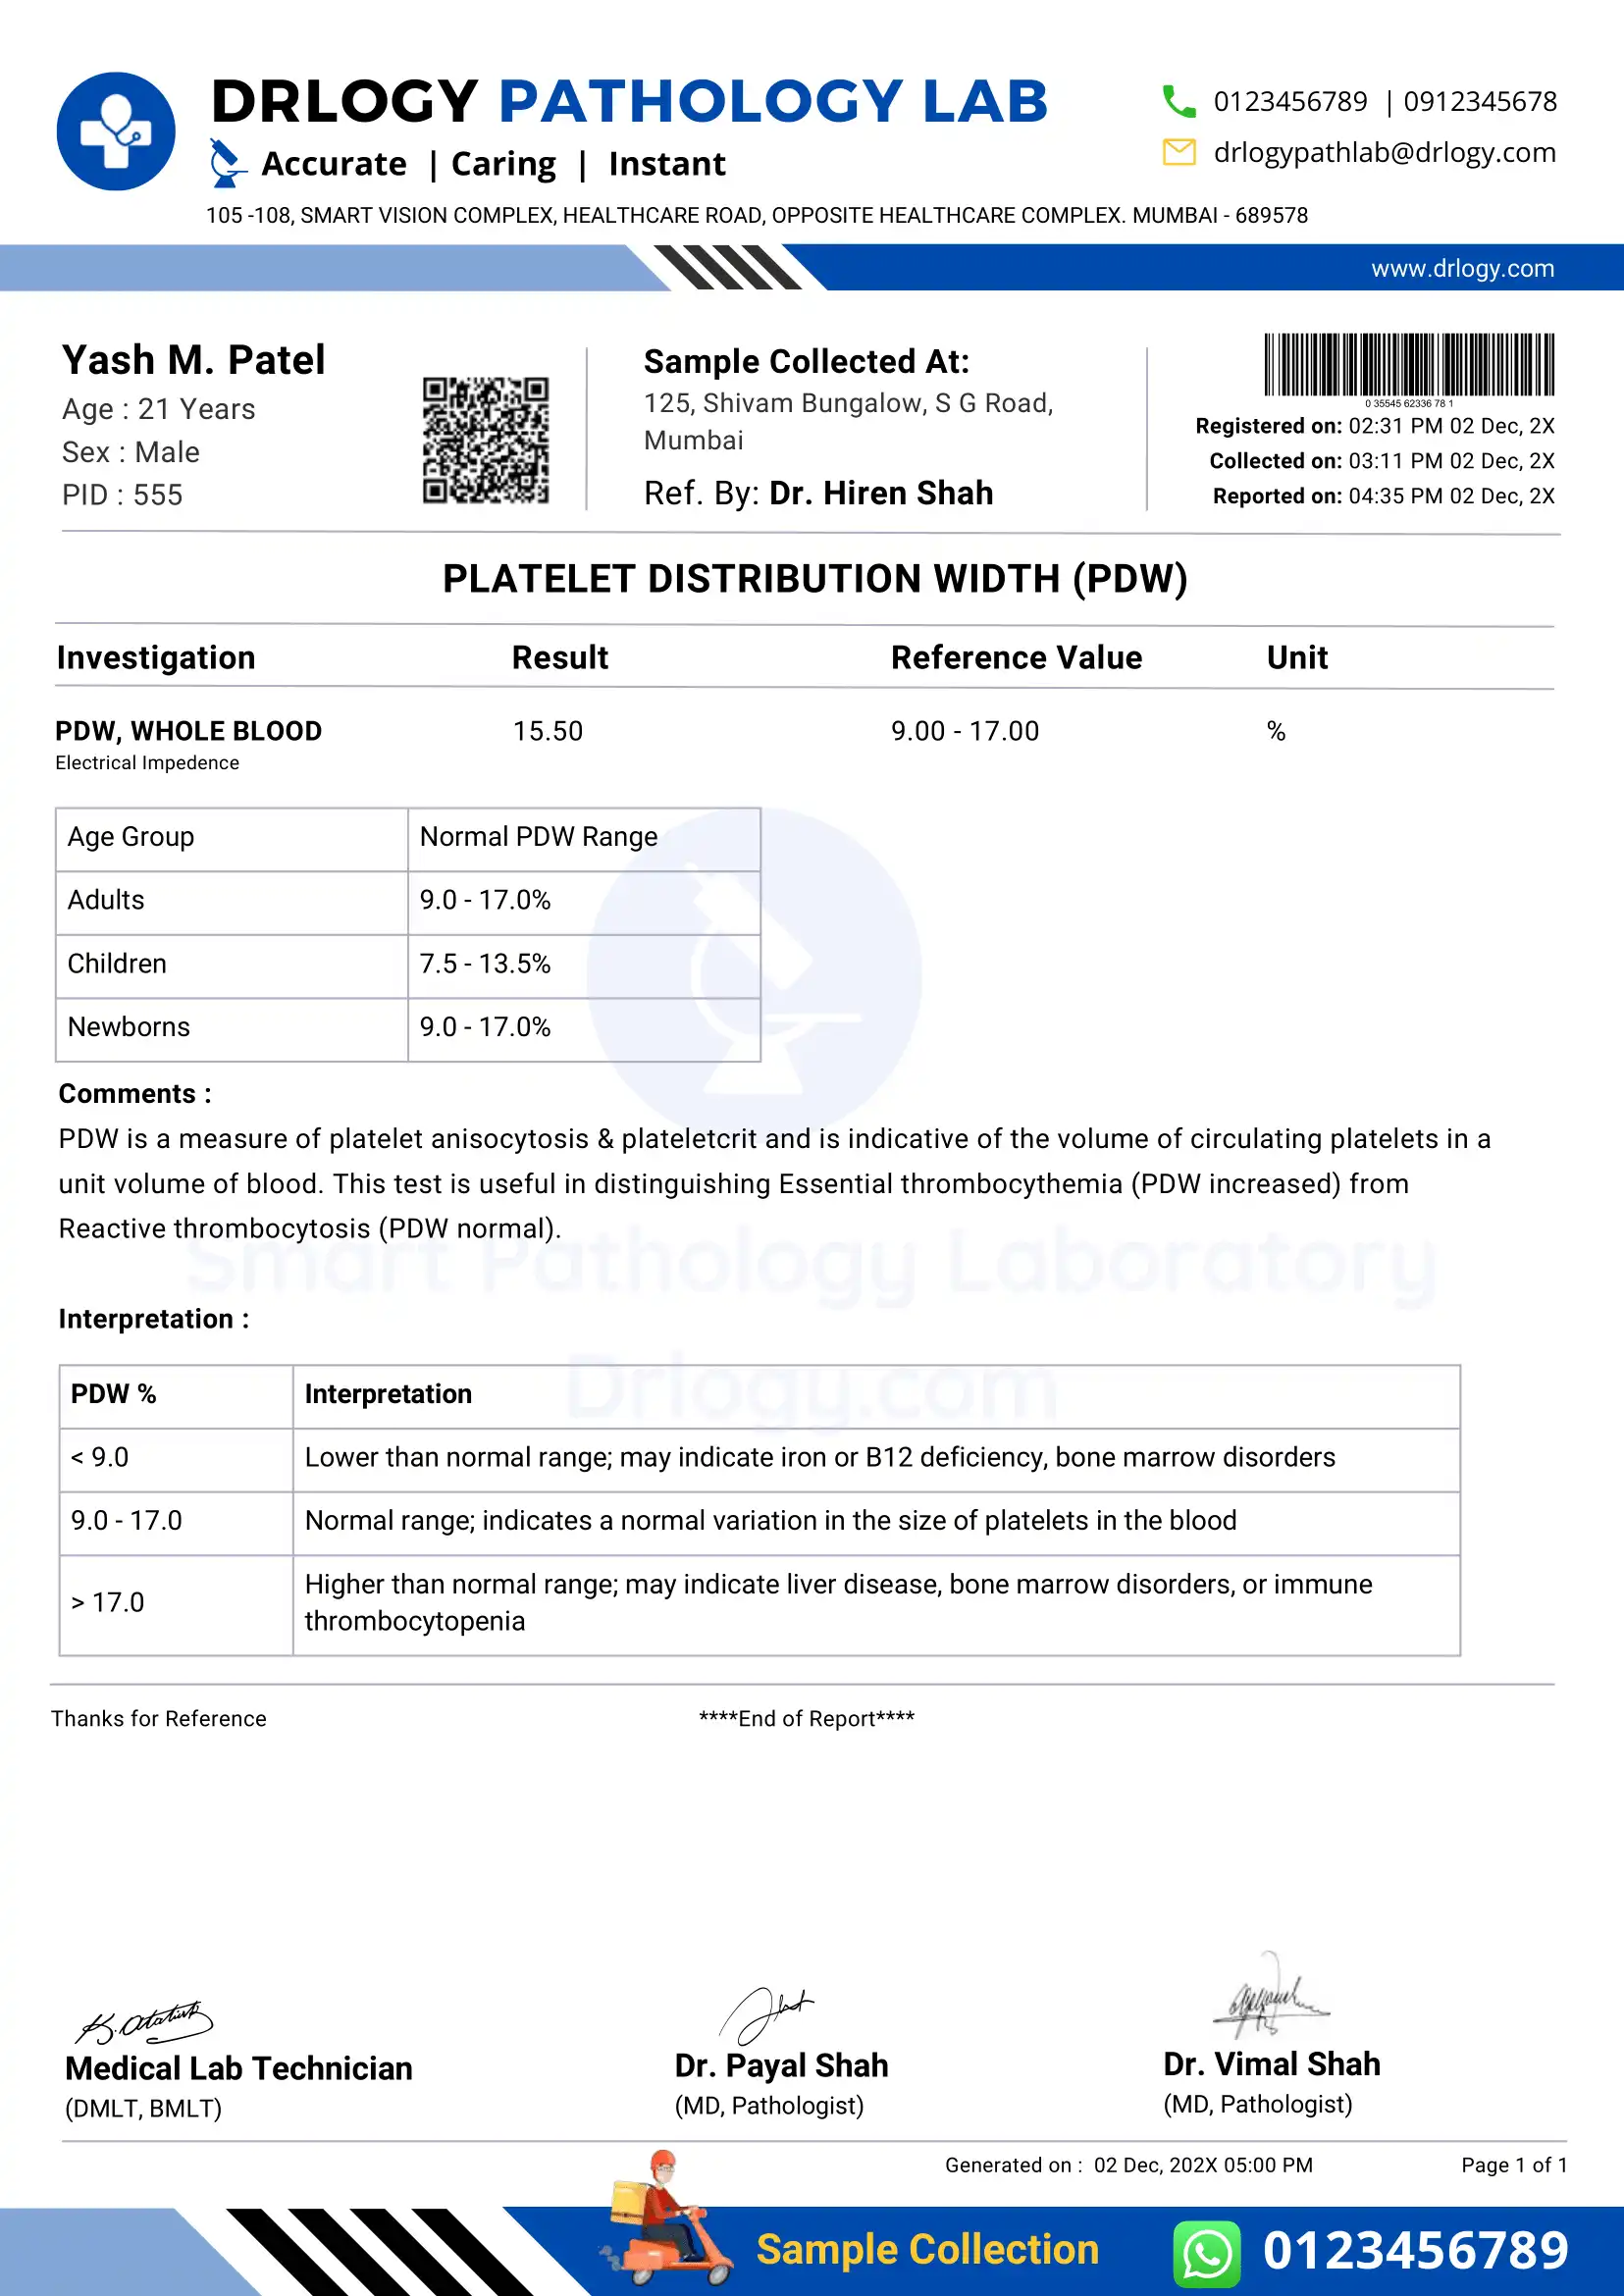 DRLOGY PATHOLOGY LAB
Accurate | Caring | Instant
0123456789 | 0912345678
drlogypathlab@drlogy.com
105 -108, SMART VISION COMPLEX, HEALTHCARE ROAD, OPPOSITE HEALTHCARE COMPLEX. MUMBAI - 689578
www.drlogy.com
Yash M. Patel
Age : 21 Years
Sex : Male
PID : 555
Sample Collected At:
125, Shivam Bungalow, S G Road,
Mumbai
Ref. By: Dr. Hiren Shah
0 35545 62336 78 1
Registered on: 02:31 PM 02 Dec, 2X
Collected on: 03:11 PM 02 Dec, 2X
Reported on: 04:35 PM 02 Dec, 2X
PLATELET DISTRIBUTION WIDTH (PDW)
Investigation Result Reference Value Unit
PDW, WHOLE BLOOD 15.50 9.00 - 17.00 %
Electrical Impedence
Age Group Normal PDW Range
Adults 9.0 - 17.0%
Children 7.5 - 13.5%
Newborns 9.0 - 17.0%
Comments :
PDW is a measure of platelet anisocytosis & plateletcrit and is indicative of the volume of circulating platelets in a
unit volume of blood. This test is useful in distinguishing Essential thrombocythemia (PDW increased) from
Reactive thrombocytosis (PDW normal).
Smart Pathology Laboratory
Interpretation :
Drlogy.com
PDW % Interpretation
< 9.0 Lower than normal range; may indicate iron or B12 deficiency, bone marrow disorders
9.0 - 17.0 Normal range; indicates a normal variation in the size of platelets in the blood
> 17.0 Higher than normal range; may indicate liver disease, bone marrow disorders, or immune
thrombocytopenia
Thanks for Reference ****End of Report****
Medical Lab Technician
(DMLT, BMLT)
Dr. Payal Shah
(MD, Pathologist)
Dr. Vimal Shah
(MD, Pathologist)
Generated on : 02 Dec, 202X 05:00 PM Page 1 of 1
Sample Collection 0123456789